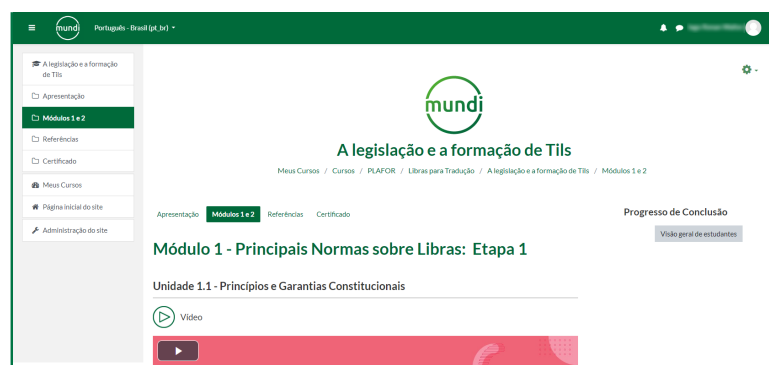 mundi
Português - Brasil (pt_br)
A legislação e a formação
de Tils
Apresentação
Módulos 1 e 2
Referências
Certificado
Meus Cursos
Página inicial do site
Administração do site
mundi
A legislação e a formação de Tils
Meus Cursos / Cursos / PLAFOR / Libras para Tradução / A legislação e a formação de Tils / Módulos 1 e 2
Apresentação Módulos 1 e 2 Referências Certificado
Progresso de Conclusão
Visão geral de estudantes
Módulo 1 - Principais Normas sobre Libras: Etapa 1
Unidade 1.1 - Princípios e Garantias Constitucionais
Vídeo